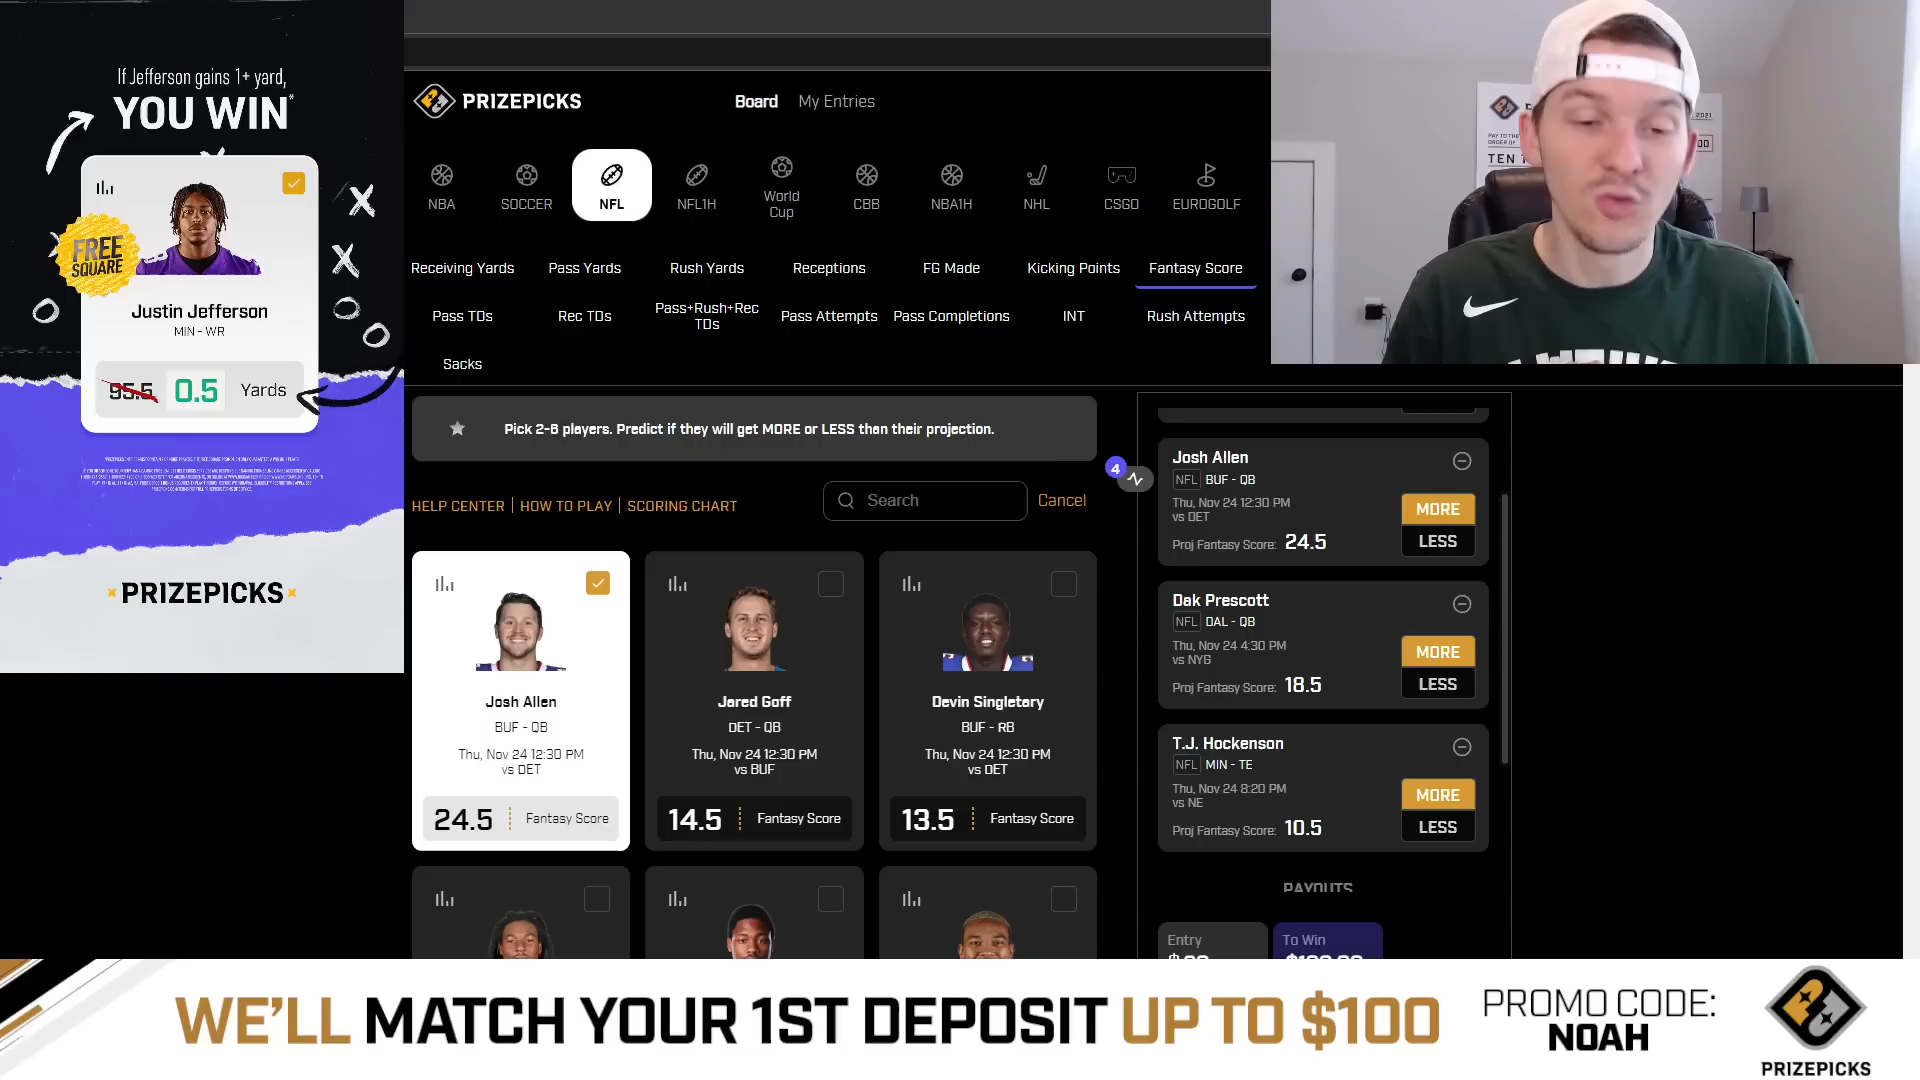 If Jefferson gains 1+ yard,
YOU WIN*
FREE
SQUARE
Justin Jefferson
MIN - WR
95.5 0.5 Yards
PRIZEPICKS
PRIZEPICKS
Board My Entries
NBA SOCCER NFL NFL1H World Cup CBB NBA1H NHL CSGO EUROGOLF
Receiving Yards Pass Yards Rush Yards Receptions FG Made Kicking Points Fantasy Score
Pass TDs Rec TDs Pass+Rush+Rec TDs Pass Attempts Pass Completions INT Rush Attempts
Sacks
Pick 2-6 players. Predict if they will get MORE or LESS than their projection.
HELP CENTER | HOW TO PLAY | SCORING CHART
Search Cancel
Josh Allen
BUF - QB
Thu, Nov 24 12:30 PM
vs DET
24.5 Fantasy Score
Jared Goff
DET - QB
Thu, Nov 24 12:30 PM
vs BUF
14.5 Fantasy Score
Devin Singletary
BUF - RB
Thu, Nov 24 12:30 PM
vs DET
13.5 Fantasy Score
4
Josh Allen
NFL BUF - QB
Thu, Nov 24 12:30 PM
vs DET
Proj Fantasy Score: 24.5
MORE
LESS
Dak Prescott
NFL DAL - QB
Thu, Nov 24 4:30 PM
vs NYG
Proj Fantasy Score: 18.5
MORE
LESS
T.J. Hockenson
NFL MIN - TE
Thu, Nov 24 8:20 PM
vs NE
Proj Fantasy Score: 10.5
MORE
LESS
PAYOUTS
Entry To Win
2021
PAY TO THE
ORDER OF
TEN
WE'LL MATCH YOUR 1ST DEPOSIT UP TO $100
PROMO CODE:
NOAH
PRIZEPICKS